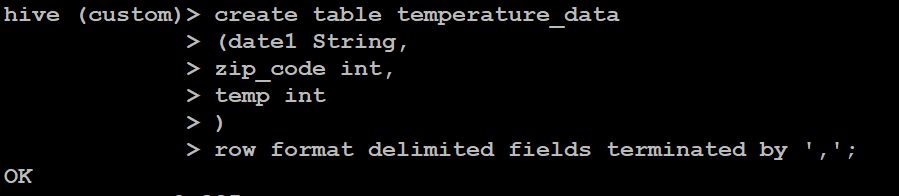 hive (custom)> create table temperature_data
> (date1 String,
> zip_code int,
> temp int
> )
> row format delimited fields terminated by ',';
OK